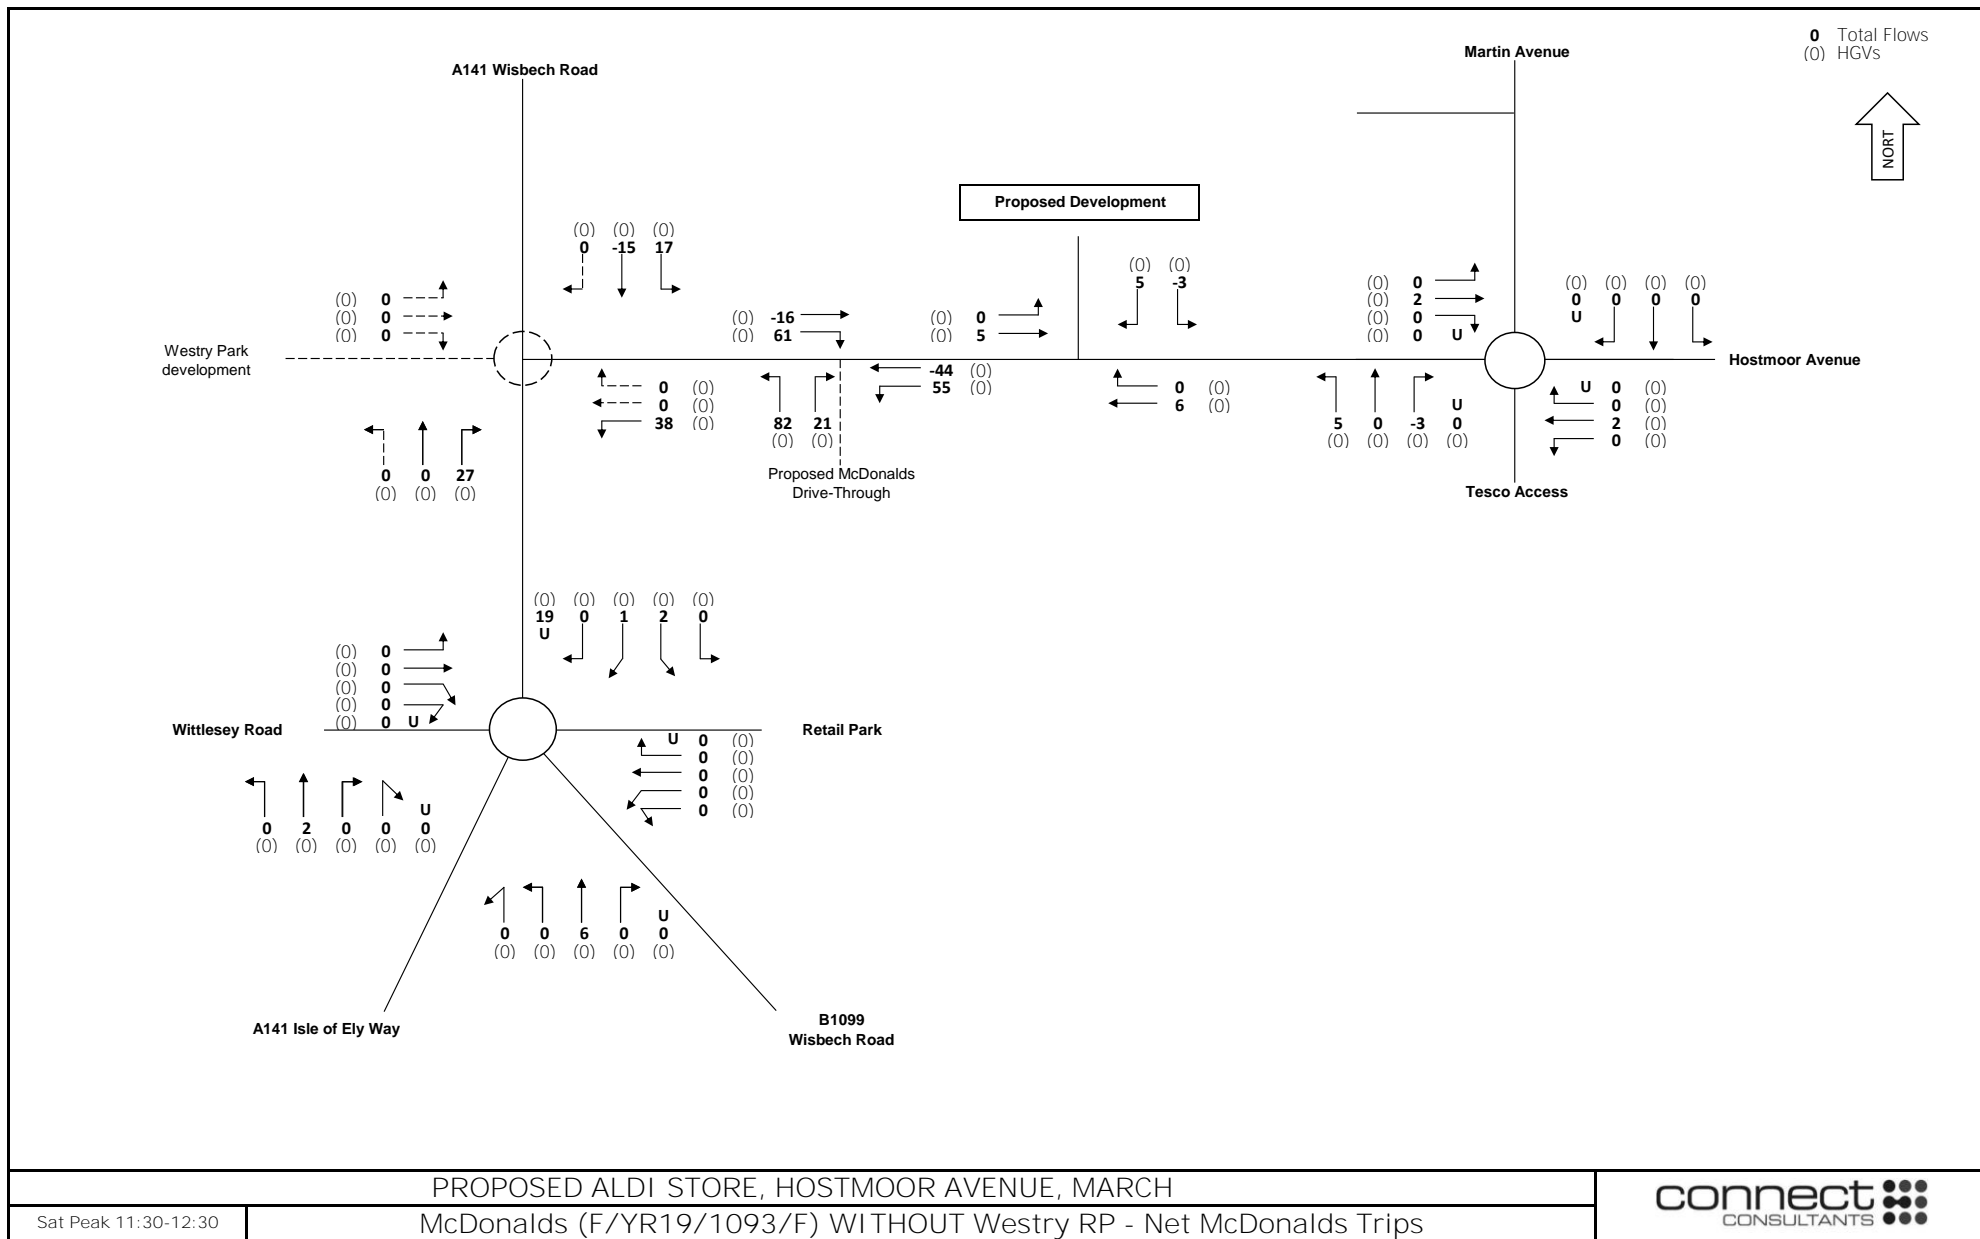 0 Total Flows
(0) HGVs
Martin Avenue
A141 Wisbech Road
NORT
Proposed Development
(0) (0) (0)
0 -15 17
(0) (0)
5 -3
(0) 0
(0) 2
(0) 0
(0) 0 U
(0) (0) (0) (0)
0 0 0 0
U
(0) 0
(0) 0
(0) 0
(0) -16
(0) 61
(0) 0
(0) 5
Westry Park
development
Hostmoor Avenue
0 (0)
0 (0)
38 (0)
82 21
(0) (0)
-44 (0)
55 (0)
0 (0)
6 (0)
U
5 0 -3 0
(0) (0) (0) (0)
U 0 (0)
0 (0)
2 (0)
0 (0)
0 0 27
(0) (0) (0)
Proposed McDonalds
Drive-Through
Tesco Access
(0) (0) (0) (0) (0)
19 0 1 2 0
U
(0) 0
(0) 0
(0) 0
(0) 0
(0) 0 U
Wittlesey Road
Retail Park
U 0 (0)
0 (0)
0 (0)
0 (0)
0 (0)
U
0 2 0 0 0
(0) (0) (0) (0) (0)
U
0 0 6 0 0
(0) (0) (0) (0) (0)
A141 Isle of Ely Way
B1099
Wisbech Road
PROPOSED ALDI STORE, HOSTMOOR AVENUE, MARCH
Sat Peak 11:30-12:30
McDonalds (F/YR19/1093/F) WITHOUT Westry RP - Net McDonalds Trips
connect
CONSULTANTS